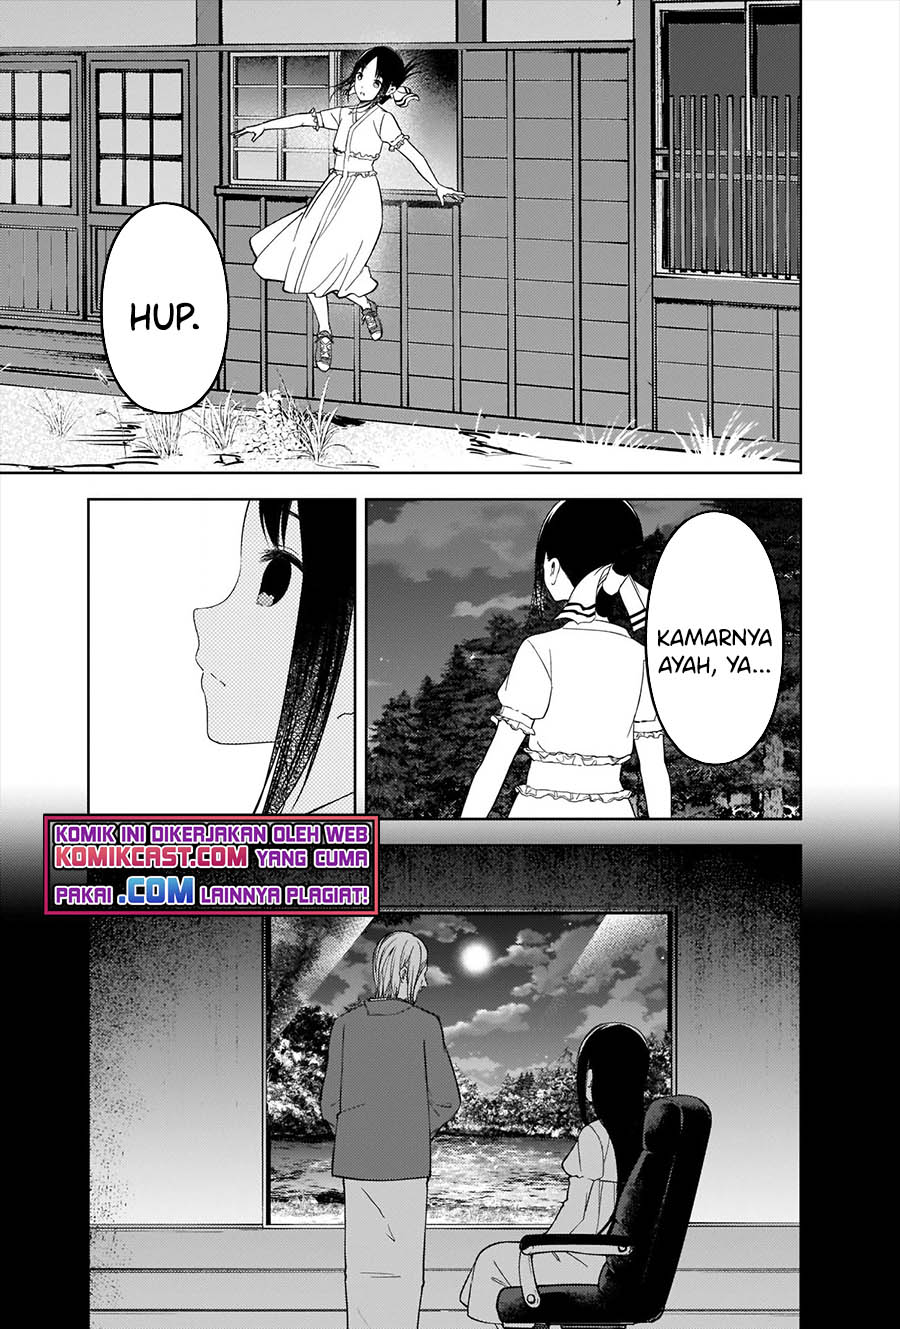 HUP.
KAMARNYA
AYAH, YA...
KOMIK INI DIKERJAKAN OLEH WEB
KOMIKCAST.COM YANG CUMA
PAKAI .COM LAINNYA PLAGIAT!